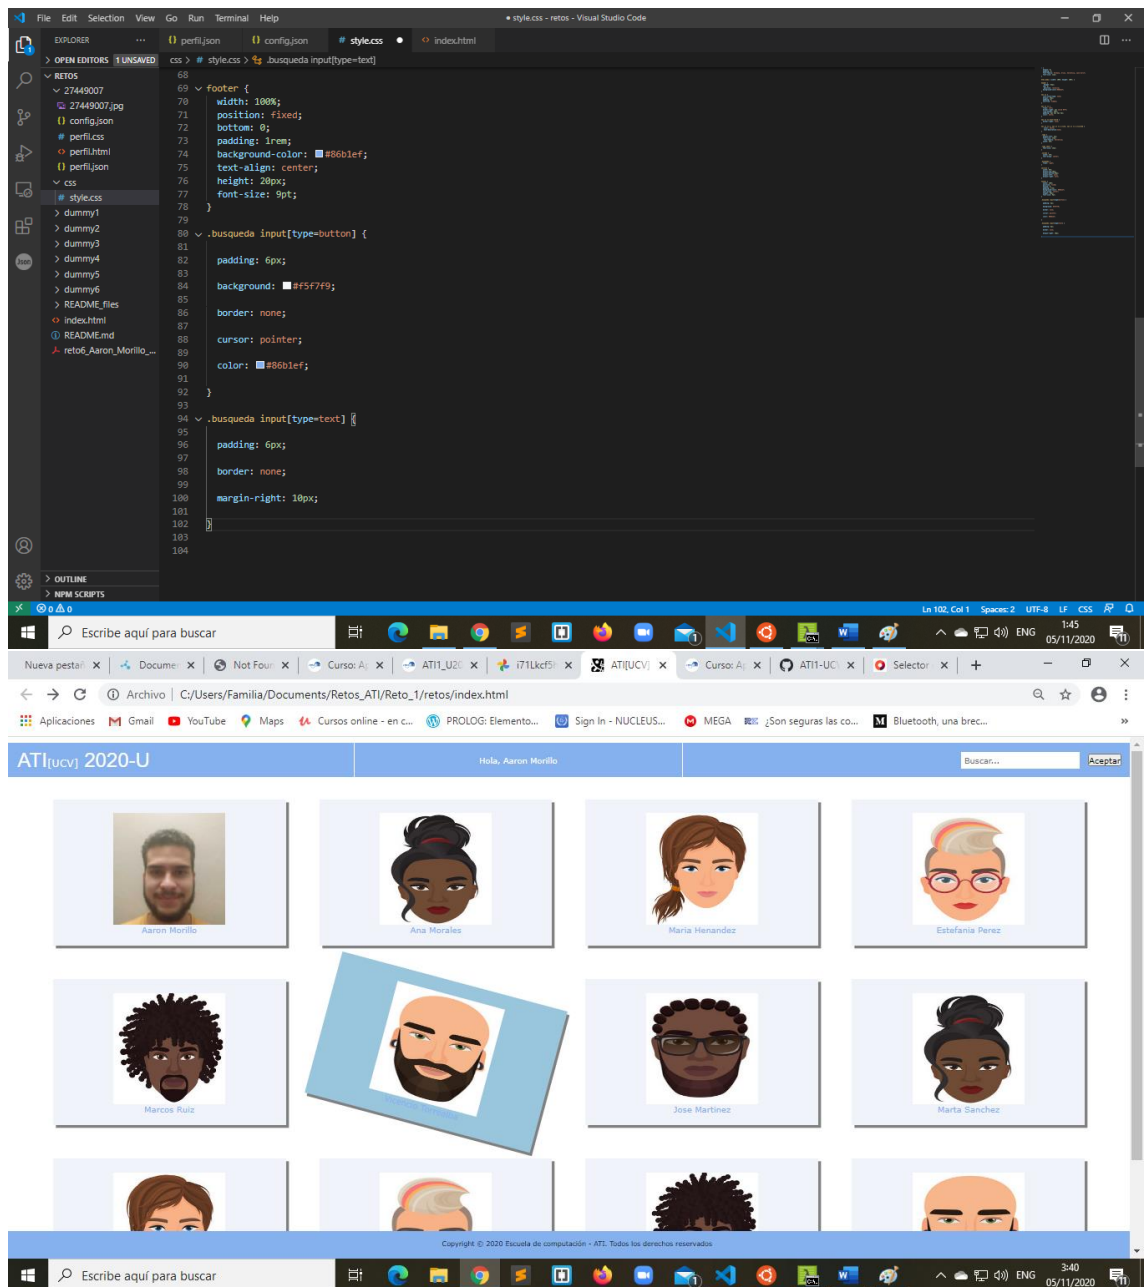 File Edit Selection View Go Run Terminal Help
● style.css - retos - Visual Studio Code
EXPLORER ···
{} perfil.json {} config.json # style.css ● <> index.html
> OPEN EDITORS 1 UNSAVED
css > # style.css > .busqueda input[type=text]
RETOS
27449007
27449007.jpg
{} config.json
# perfil.css
<> perfil.html
{} perfil.json
css
# style.css
> dummy1
> dummy2
> dummy3
> dummy4
> dummy5
> dummy6
> README_files
<> index.html
README.md
reto6_Aaron_Morillo_...
> OUTLINE
> NPM SCRIPTS
68
69 footer {
70 width: 100%;
71 position: fixed;
72 bottom: 0;
73 padding: 1rem;
74 background-color: #86b1ef;
75 text-align: center;
76 height: 20px;
77 font-size: 9pt;
78 }
79
80 .busqueda input[type=button] {
81
82 padding: 6px;
83
84 background: #f5f7f9;
85
86 border: none;
87
88 cursor: pointer;
89
90 color: #86b1ef;
91
92 }
93
94 .busqueda input[type=text] {
95
96 padding: 6px;
97
98 border: none;
99
100 margin-right: 10px;
101
102 }
103
104
0 0 Ln 102, Col 1 Spaces: 2 UTF-8 LF CSS
Escribe aquí para buscar
ENG 1:45
05/11/2020
Nueva pestañ Documen Not Foun Curso: A ATI1_U20 i71Lkcf5 ATI[UCV] Curso: A ATI1-UC Selector
Archivo | C:/Users/Familia/Documents/Retos_ATI/Reto_1/retos/index.html
Aplicaciones Gmail YouTube Maps Cursos online - en c... PROLOG: Elemento... Sign In - NUCLEUS... MEGA ¿Son seguras las co... Bluetooth, una brec... »
ATI[UCV] 2020-U
Hola, Aaron Morillo
Buscar... Aceptar
Aaron Morillo
Ana Morales
Maria Henandez
Estefania Perez
Marcos Ruiz
Jose Martinez
Marta Sanchez
Copyright © 2020 Escuela de computación - ATI. Todos los derechos reservados
Escribe aquí para buscar
ENG 3:40
05/11/2020